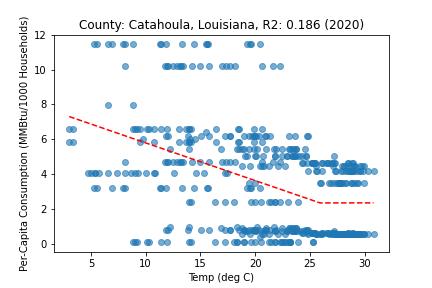 County: Catahoula, Louisiana, R2: 0.186 (2020)
Per-Capita Consumption (MMBtu/1000 Households)
12
10
8
6
4
2
0
5 10 15 20 25 30
Temp (deg C)